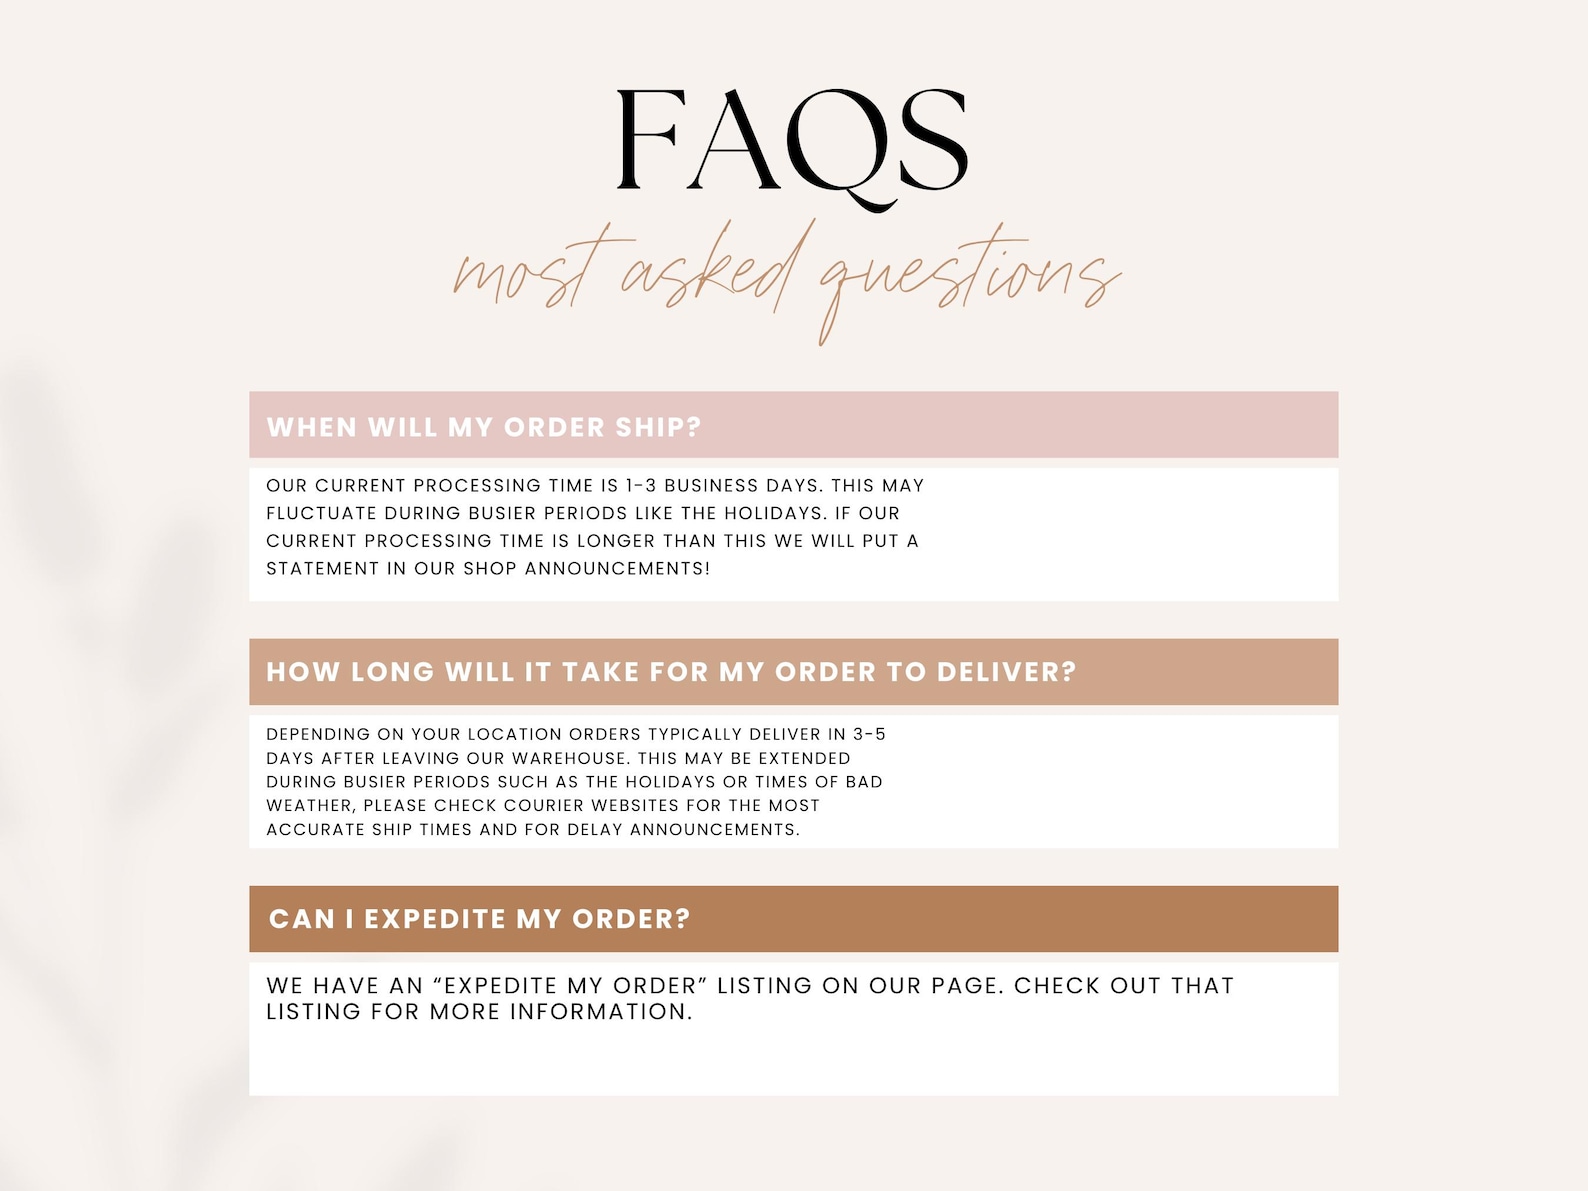 FAQS
most asked questions
WHEN WILL MY ORDER SHIP?
OUR CURRENT PROCESSING TIME IS 1-3 BUSINESS DAYS. THIS MAY
FLUCTUATE DURING BUSIER PERIODS LIKE THE HOLIDAYS. IF OUR
CURRENT PROCESSING TIME IS LONGER THAN THIS WE WILL PUT A
STATEMENT IN OUR SHOP ANNOUNCEMENTS!
HOW LONG WILL IT TAKE FOR MY ORDER TO DELIVER?
DEPENDING ON YOUR LOCATION ORDERS TYPICALLY DELIVER IN 3-5
DAYS AFTER LEAVING OUR WAREHOUSE. THIS MAY BE EXTENDED
DURING BUSIER PERIODS SUCH AS THE HOLIDAYS OR TIMES OF BAD
WEATHER, PLEASE CHECK COURIER WEBSITES FOR THE MOST
ACCURATE SHIP TIMES AND FOR DELAY ANNOUNCEMENTS.
CAN I EXPEDITE MY ORDER?
WE HAVE AN “EXPEDITE MY ORDER” LISTING ON OUR PAGE. CHECK OUT THAT
LISTING FOR MORE INFORMATION.